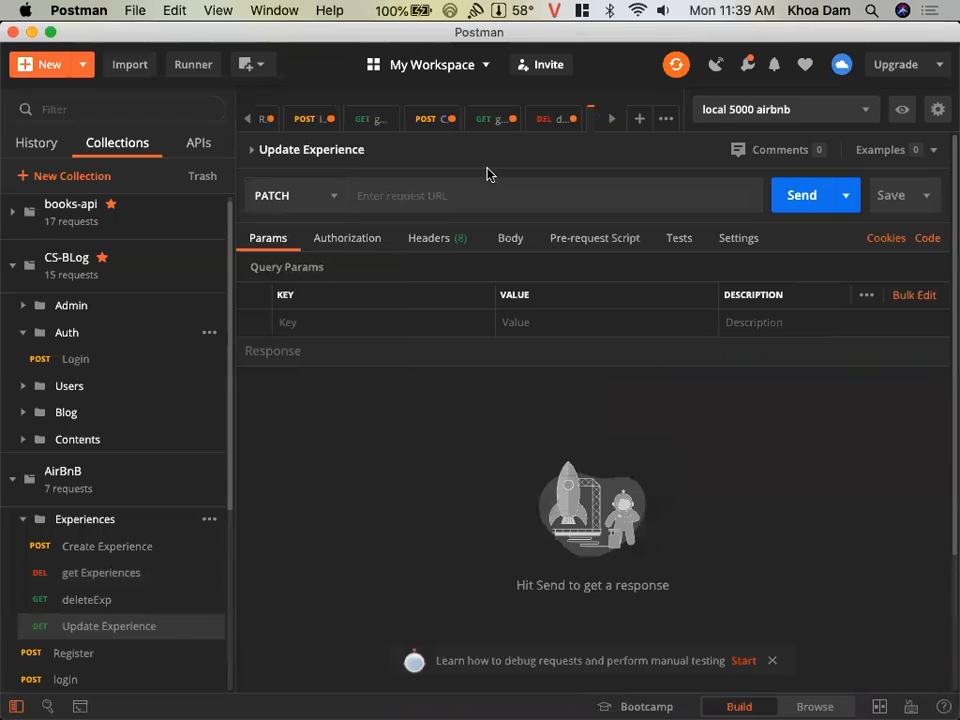 Postman File Edit View Window Help 100% 58° Mon 11:39 AM Khoa Dam
Postman
New Import Runner My Workspace Invite Upgrade
Filter
R. POST l... GET g... POST C. GET g... DEL d... local 5000 airbnb
History Collections APIs
Update Experience Comments 0 Examples 0
New Collection Trash
PATCH Enter request URL Send Save
books-api
17 requests
Params Authorization Headers (8) Body Pre-request Script Tests Settings Cookies Code
CS-BLog
15 requests
Query Params
KEY VALUE DESCRIPTION Bulk Edit
Key Value Description
Admin
Auth
POST Login
Users
Blog
Contents
Response
AirBnB
7 requests
Experiences
POST Create Experience
DEL get Experiences
GET deleteExp
GET Update Experience
POST Register
POST login
Hit Send to get a response
Learn how to debug requests and perform manual testing Start
Bootcamp Build Browse